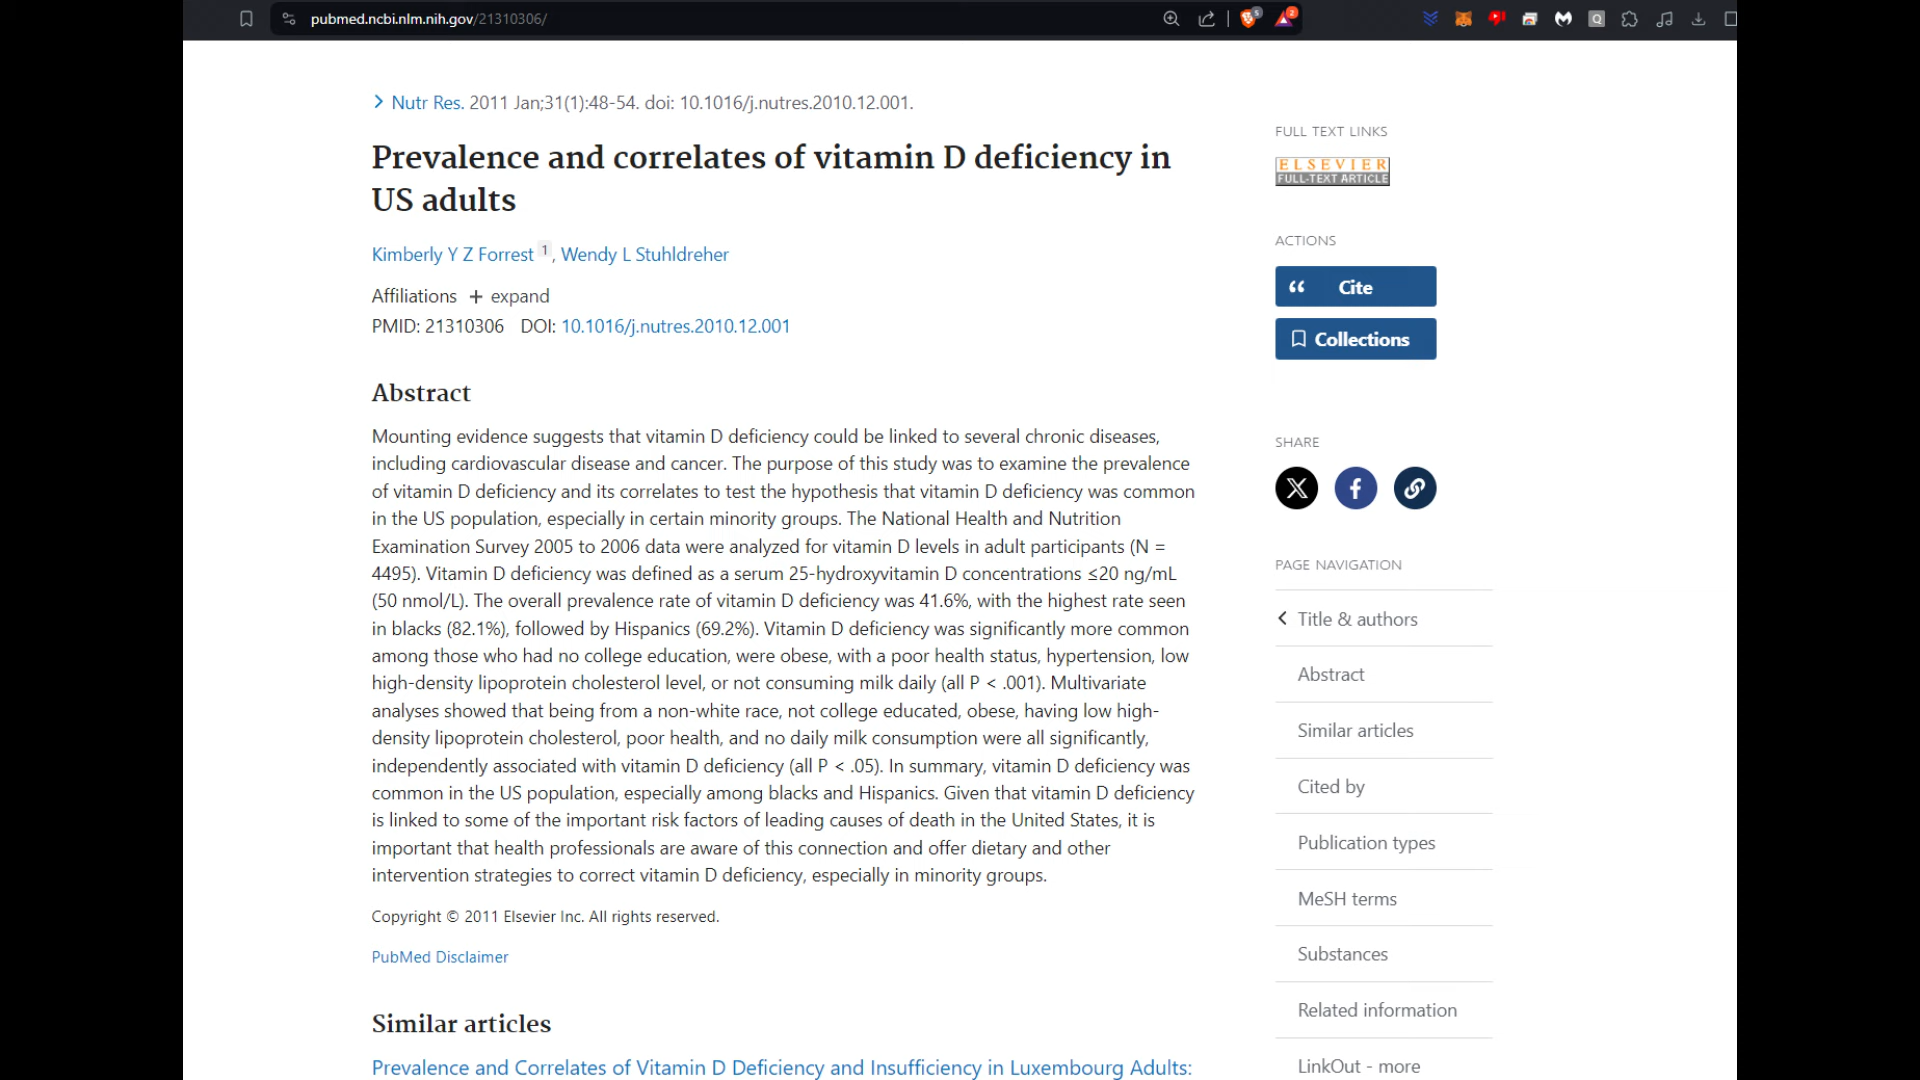 pubmed.ncbi.nlm.nih.gov/21310306/
5
2
Q
Nutr Res. 2011 Jan;31(1):48-54. doi: 10.1016/j.nutres.2010.12.001.
Prevalence and correlates of vitamin D deficiency in
US adults
Kimberly Y Z Forrest 1, Wendy L Stuhldreher
Affiliations + expand
PMID: 21310306 DOI: 10.1016/j.nutres.2010.12.001
Abstract
Mounting evidence suggests that vitamin D deficiency could be linked to several chronic diseases,
including cardiovascular disease and cancer. The purpose of this study was to examine the prevalence
of vitamin D deficiency and its correlates to test the hypothesis that vitamin D deficiency was common
in the US population, especially in certain minority groups. The National Health and Nutrition
Examination Survey 2005 to 2006 data were analyzed for vitamin D levels in adult participants (N =
4495). Vitamin D deficiency was defined as a serum 25-hydroxyvitamin D concentrations ≤20 ng/mL
(50 nmol/L). The overall prevalence rate of vitamin D deficiency was 41.6%, with the highest rate seen
in blacks (82.1%), followed by Hispanics (69.2%). Vitamin D deficiency was significantly more common
among those who had no college education, were obese, with a poor health status, hypertension, low
high-density lipoprotein cholesterol level, or not consuming milk daily (all P < .001). Multivariate
analyses showed that being from a non-white race, not college educated, obese, having low high-
density lipoprotein cholesterol, poor health, and no daily milk consumption were all significantly,
independently associated with vitamin D deficiency (all P < .05). In summary, vitamin D deficiency was
common in the US population, especially among blacks and Hispanics. Given that vitamin D deficiency
is linked to some of the important risk factors of leading causes of death in the United States, it is
important that health professionals are aware of this connection and offer dietary and other
intervention strategies to correct vitamin D deficiency, especially in minority groups.
Copyright © 2011 Elsevier Inc. All rights reserved.
PubMed Disclaimer
Similar articles
Prevalence and Correlates of Vitamin D Deficiency and Insufficiency in Luxembourg Adults:
FULL TEXT LINKS
ELSEVIER
FULL-TEXT ARTICLE
ACTIONS
Cite
Collections
SHARE
PAGE NAVIGATION
Title & authors
Abstract
Similar articles
Cited by
Publication types
MeSH terms
Substances
Related information
LinkOut - more